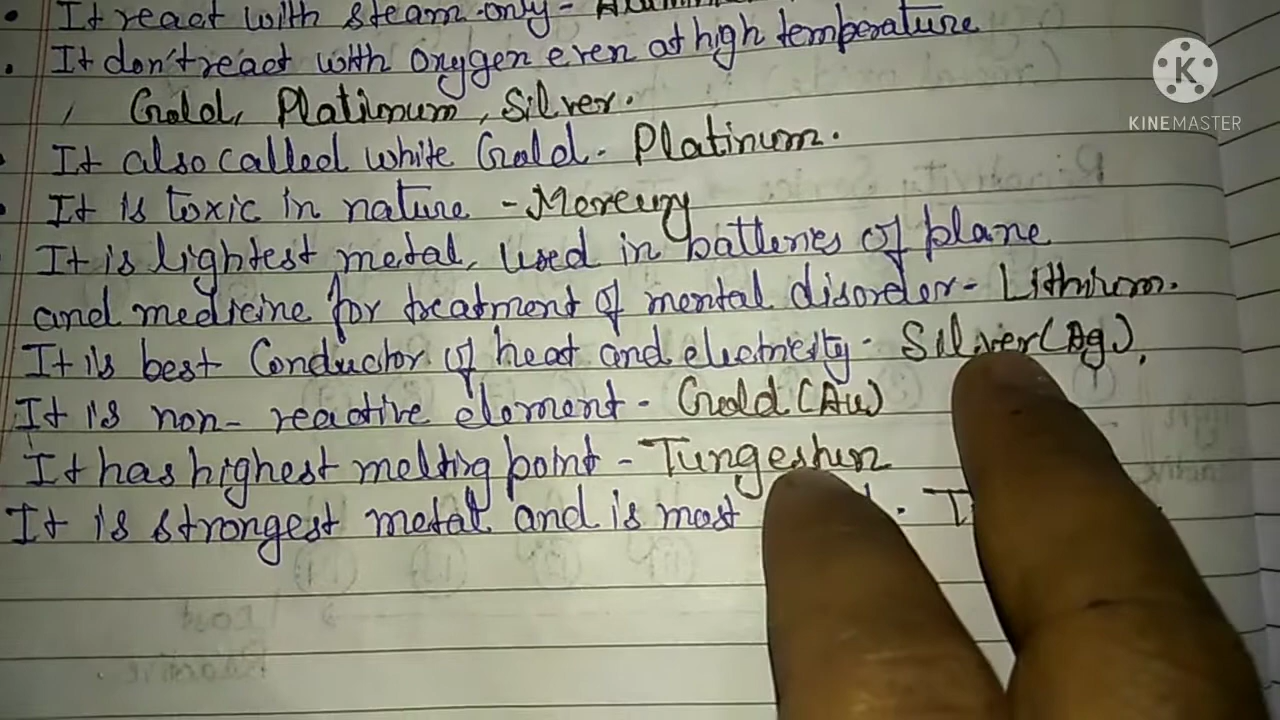 • It react with steam only -
• It don't react with oxygen even at high temperature
Gold, Platinum, Silver.
• It also called white Gold - Platinum.
• It is toxic in nature - Mercury
It is lightest metal, used in batteries of plane
and medicine for treatment of mental disorder - Lithium.
It is best Conductor of heat and electricity - Silver (Ag),
It is non-reactive element - Gold (Au)
It has highest melting point - Tungeshun
It is strongest metal and is most
KINEMASTER